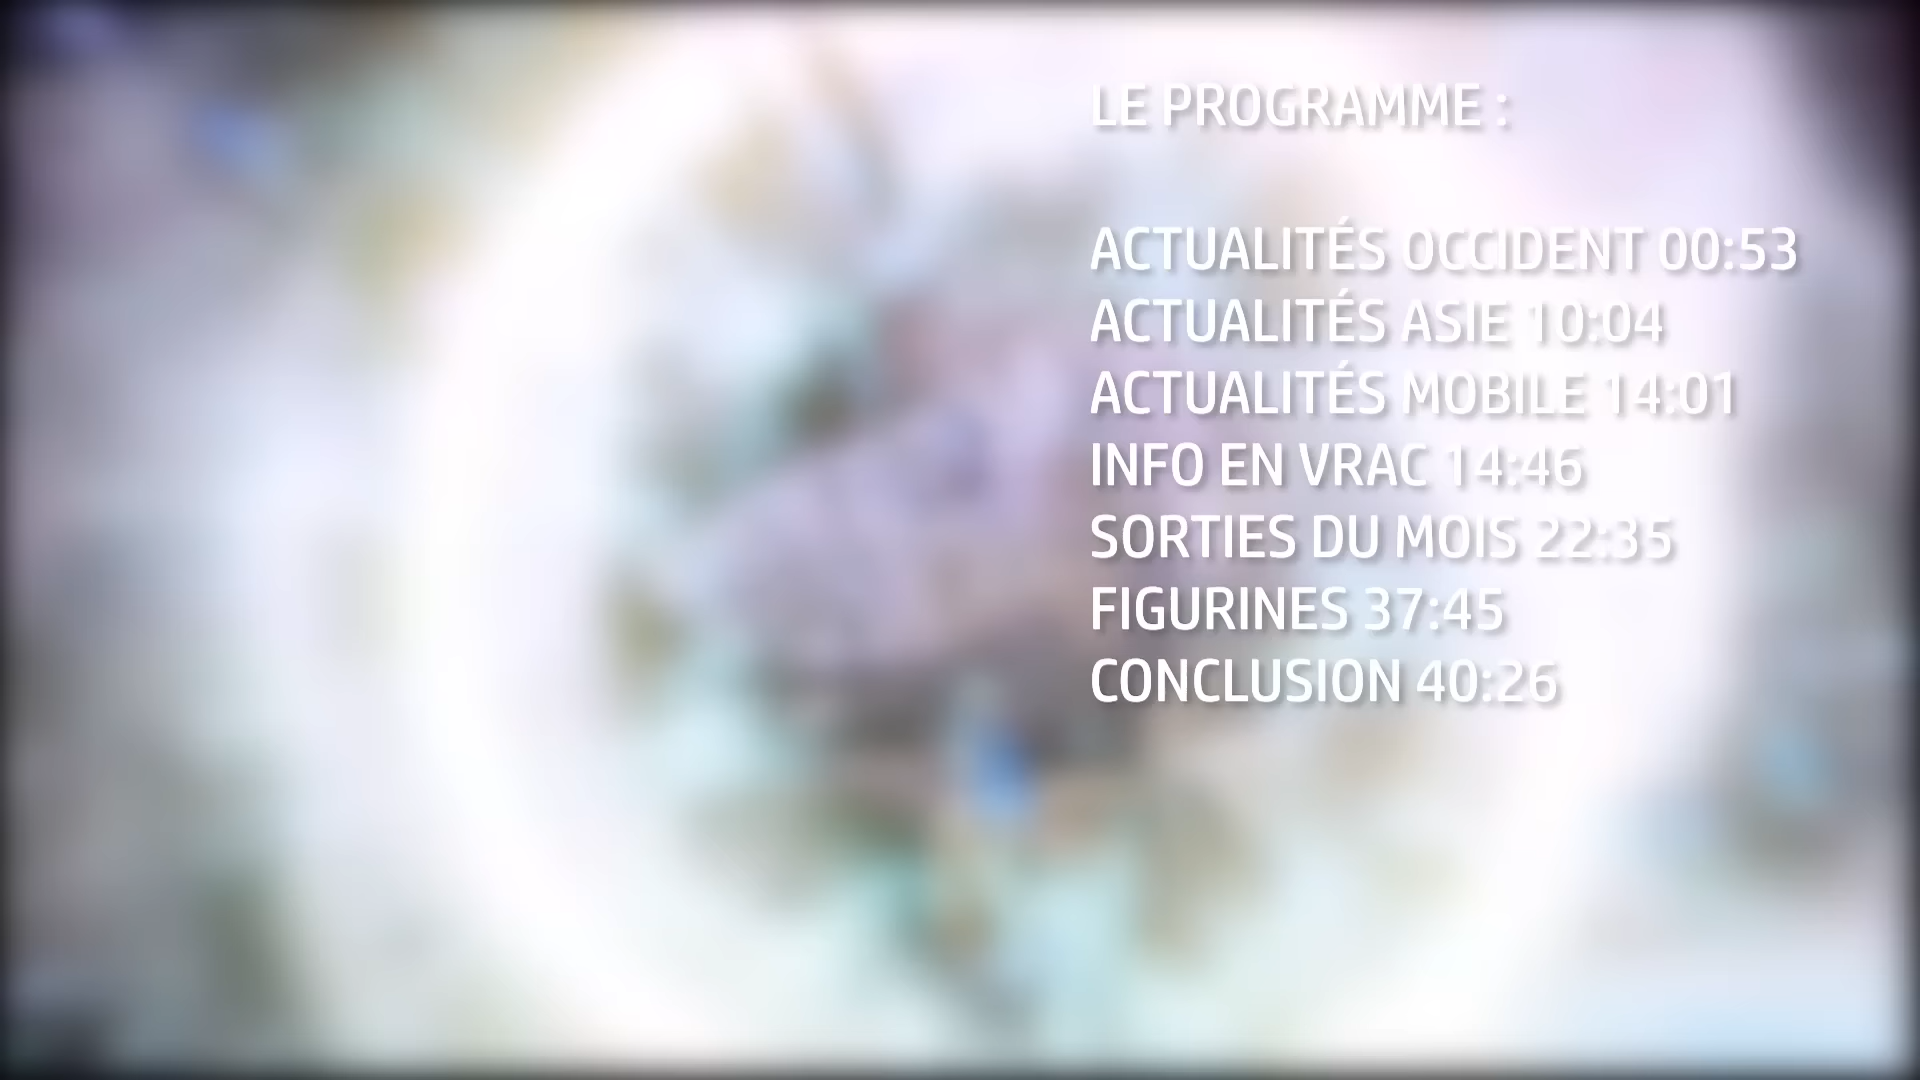 LE PROGRAMME :
ACTUALITÉS OCCIDENT 00:53
ACTUALITÉS ASIE 10:04
ACTUALITÉS MOBILE 14:01
INFO EN VRAC 14:46
SORTIES DU MOIS 22:35
FIGURINES 37:45
CONCLUSION 40:26